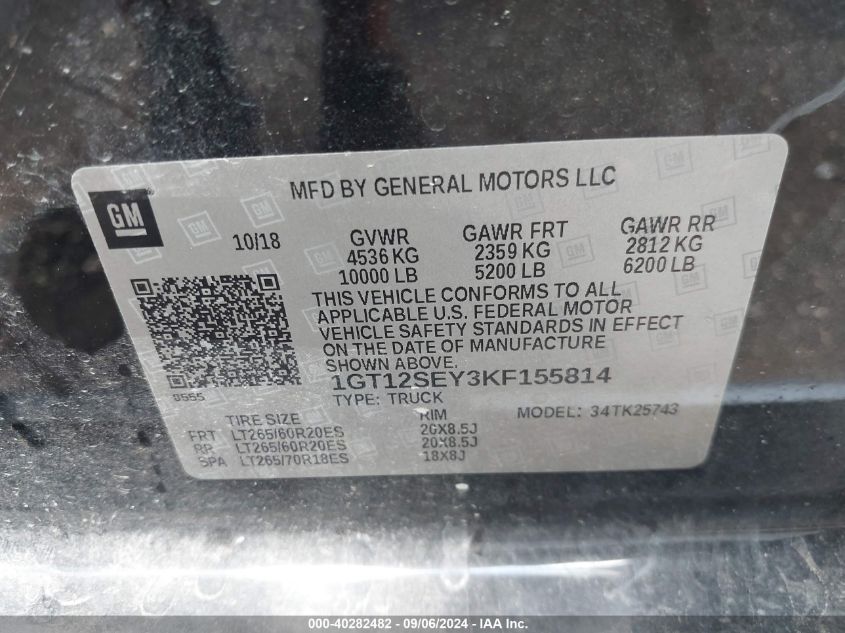 MFD BY GENERAL MOTORS LLC
GM
10/18 GVWR GAWR FRT GAWR RR
4536 KG 2359 KG 2812 KG
10000 LB 5200 LB 6200 LB
THIS VEHICLE CONFORMS TO ALL
APPLICABLE U.S. FEDERAL MOTOR
VEHICLE SAFETY STANDARDS IN EFFECT
ON THE DATE OF MANUFACTURE
SHOWN ABOVE.
1GT12SEY3KF155814
0555 TYPE: TRUCK MODEL: 34TK25743
TIRE SIZE RIM
FRT LT265/60R20ES 20X8.5J
RR LT265/60R20ES 20X8.5J
SPA LT265/70R18ES 18X8J
000-40282482 - 09/06/2024 - IAA Inc.